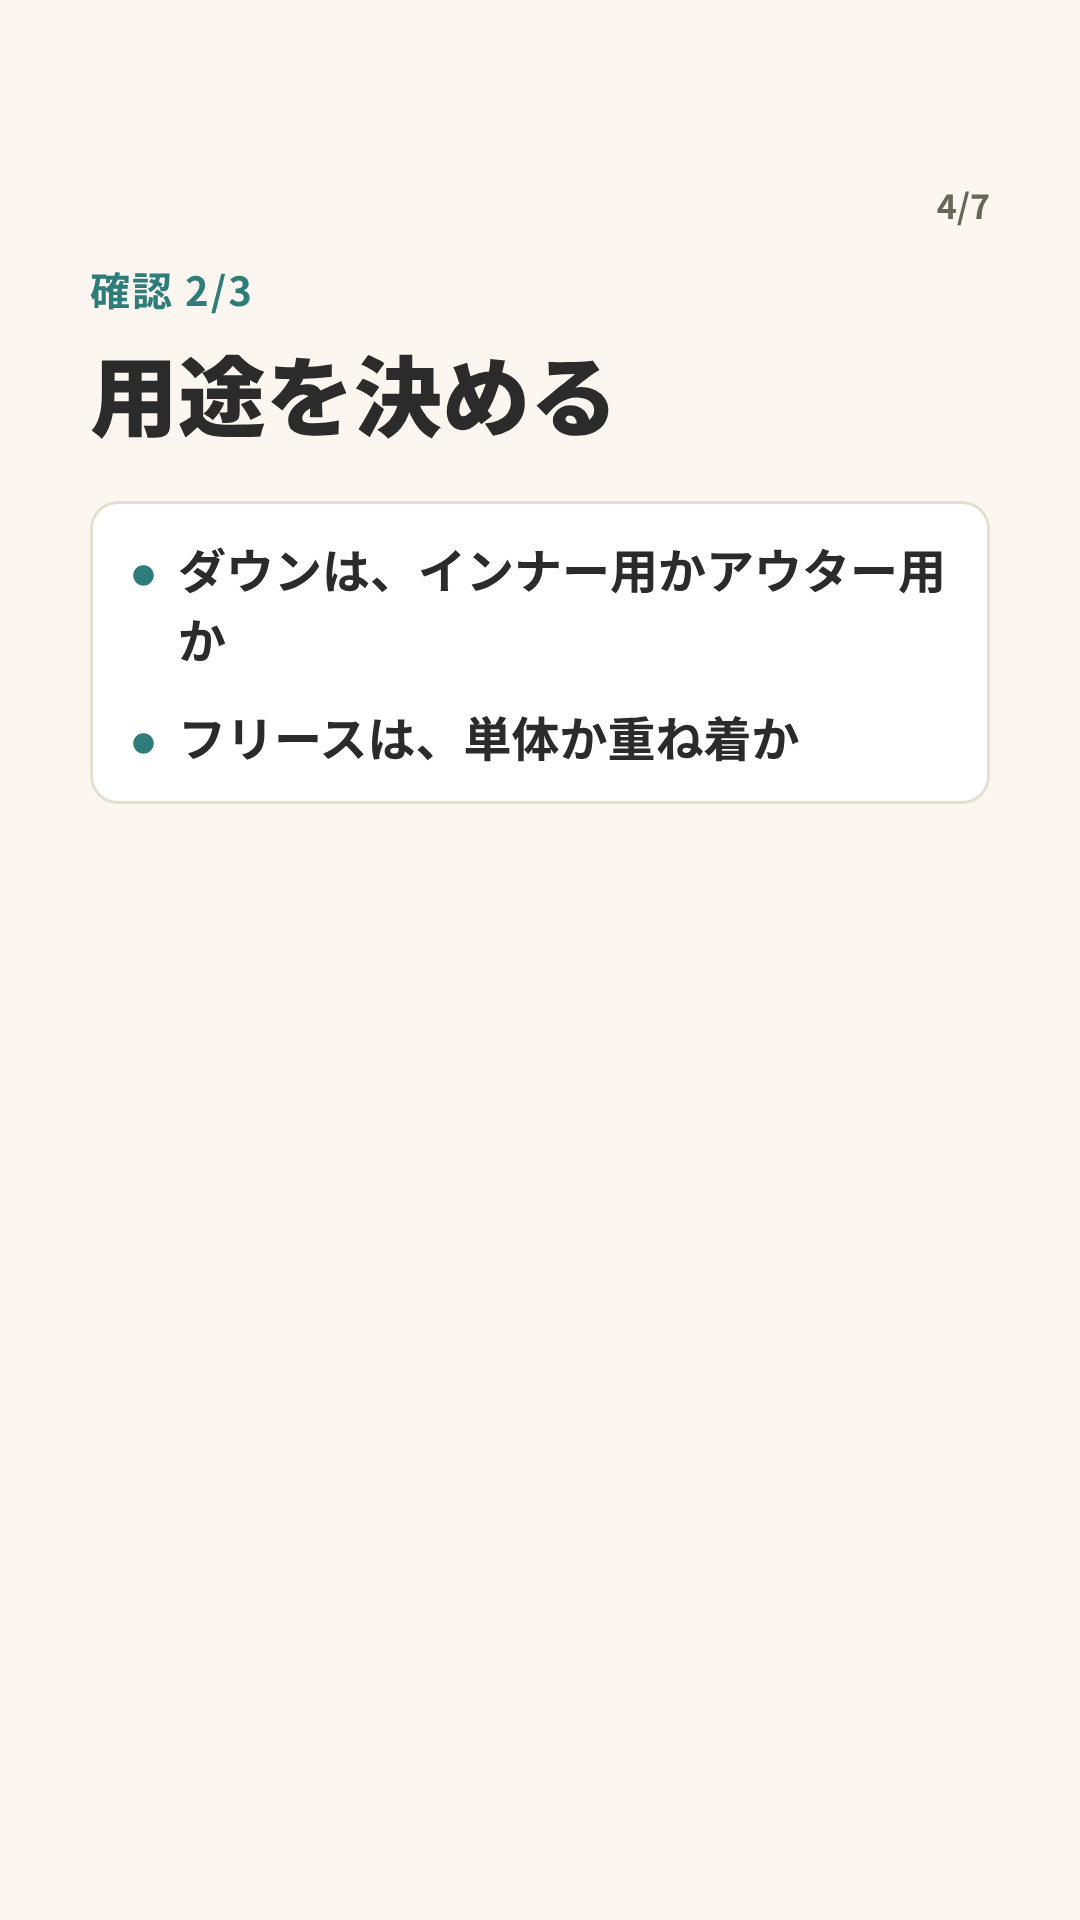 4/7
確認 2/3
用途を決める
● ダウンは、インナー用かアウター用
か
● フリースは、単体か重ね着か